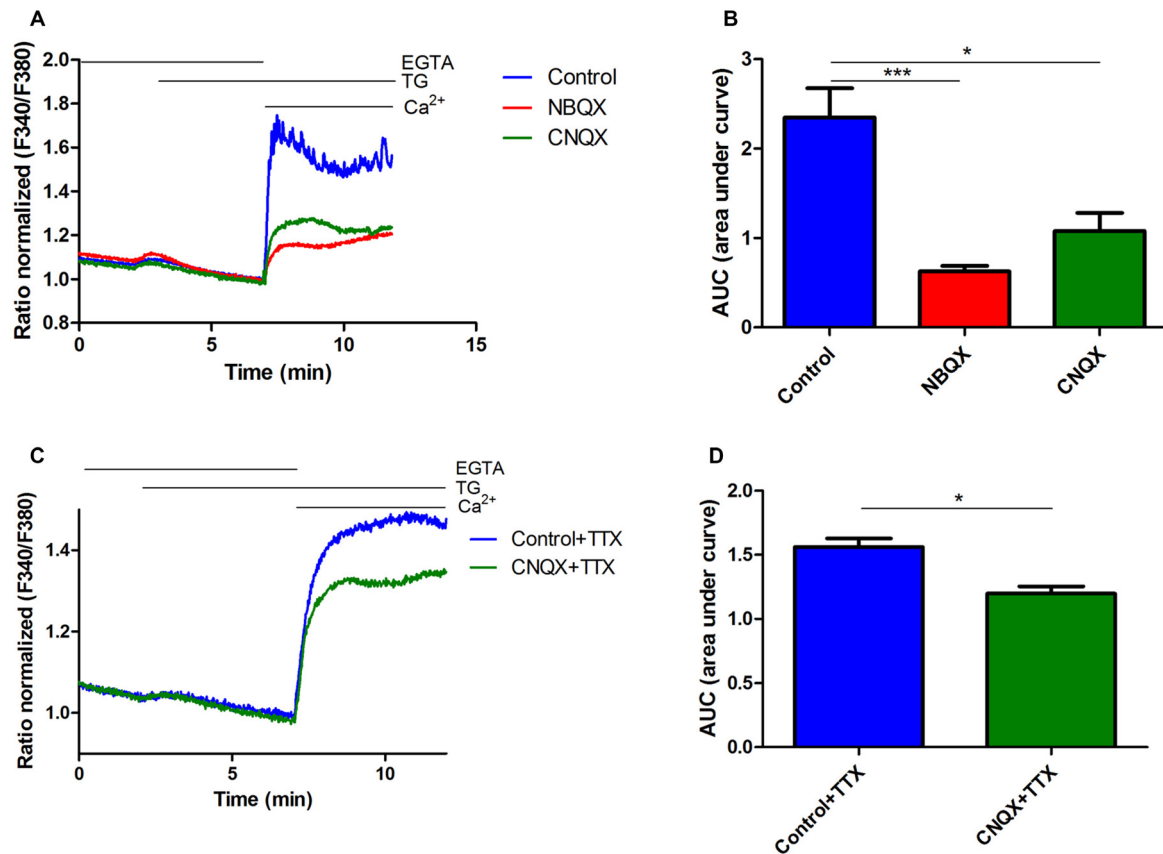 A
Ratio normalized (F340/F380)
2.0
1.8
1.6
1.4
1.2
1.0
0.8
0
5
10
15
Time (min)
EGTA
TG
Ca²⁺
Control
NBQX
CNQX
B
AUC (area under curve)
3
2
1
0
*
***
Control
NBQX
CNQX
C
Ratio normalized (F340/F380)
1.4
1.2
1.0
0
5
10
Time (min)
EGTA
TG
Ca²⁺
Control+TTX
CNQX+TTX
D
AUC (area under curve)
2.0
1.5
1.0
0.5
0.0
*
Control+TTX
CNQX+TTX